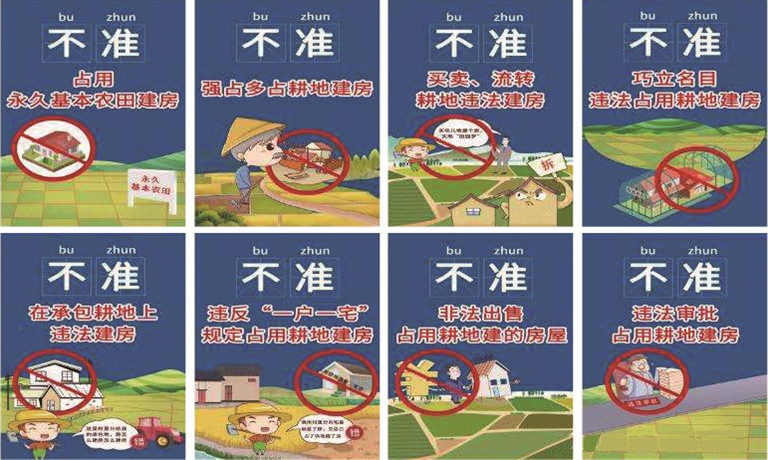 bu zhun
不准
占用
永久基本农田建房
永久
基本农田
bu zhun
不准
强占多占耕地建房
bu zhun
不准
买卖、流转
耕地违法建房
拆
bu zhun
不准
巧立名目
违法占用耕地建房
bu zhun
不准
在承包耕地上
违法建房
bu zhun
不准
违反“一户一宅”
规定占用耕地建房
bu zhun
不准
非法出售
占用耕地建的房屋
bu zhun
不准
违法审批
占用耕地建房
违法审批